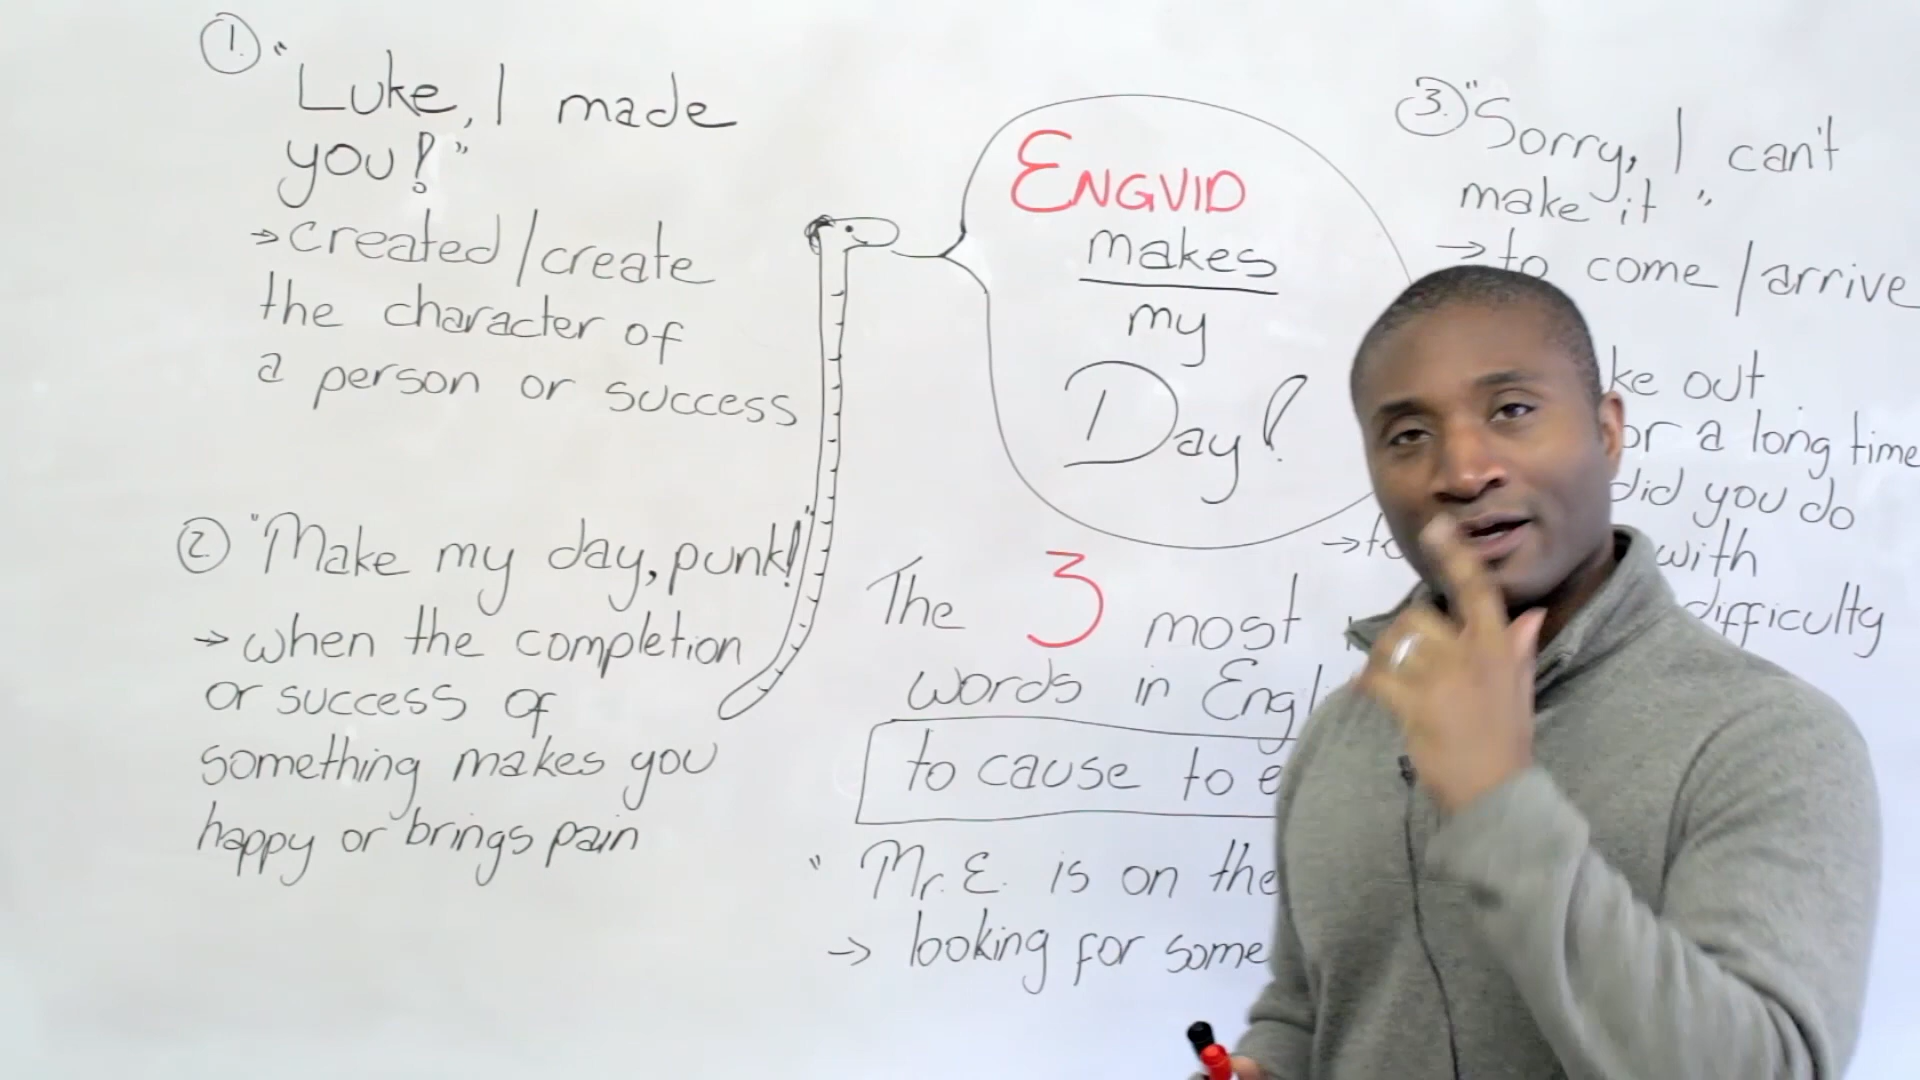 1. "Luke, I made
you!"
→ created/create
the character of
a person or success
2 "Make my day, punk!"
→ when the completion
or success of
something makes you
happy or brings pain
ENGVID
makes
my
Day!
The 3 most
words in
to cause to
"Mr. E. is on the
→ looking for some
3. "Sorry, I can't
make it"
→ to come/arrive
out
a long time
did you do
→
with
difficulty